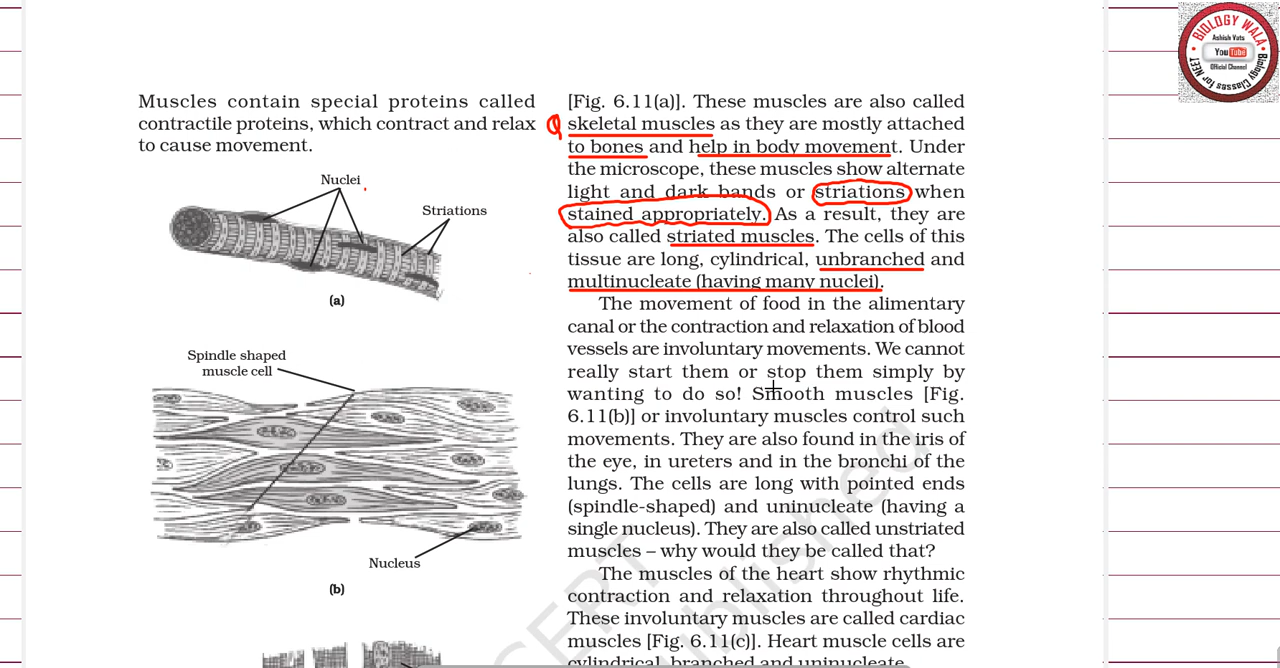 Muscles contain special proteins called
contractile proteins, which contract and relax
to cause movement.
Nuclei
Striations
(a)
Spindle shaped
muscle cell
Nucleus
(b)
[Fig. 6.11(a)]. These muscles are also called
skeletal muscles as they are mostly attached
to bones and help in body movement. Under
the microscope, these muscles show alternate
light and dark bands or striations when
stained appropriately. As a result, they are
also called striated muscles. The cells of this
tissue are long, cylindrical, unbranched and
multinucleate (having many nuclei).
The movement of food in the alimentary
canal or the contraction and relaxation of blood
vessels are involuntary movements. We cannot
really start them or stop them simply by
wanting to do so! Smooth muscles [Fig.
6.11(b)] or involuntary muscles control such
movements. They are also found in the iris of
the eye, in ureters and in the bronchi of the
lungs. The cells are long with pointed ends
(spindle-shaped) and uninucleate (having a
single nucleus). They are also called unstriated
muscles – why would they be called that?
The muscles of the heart show rhythmic
contraction and relaxation throughout life.
These involuntary muscles are called cardiac
muscles [Fig. 6.11(c)]. Heart muscle cells are
cylindrical, branched and uninucleate.
BIOLOGY WALA
Ashish Vats
YouTube
Official Channel
Biology Classes for NEET